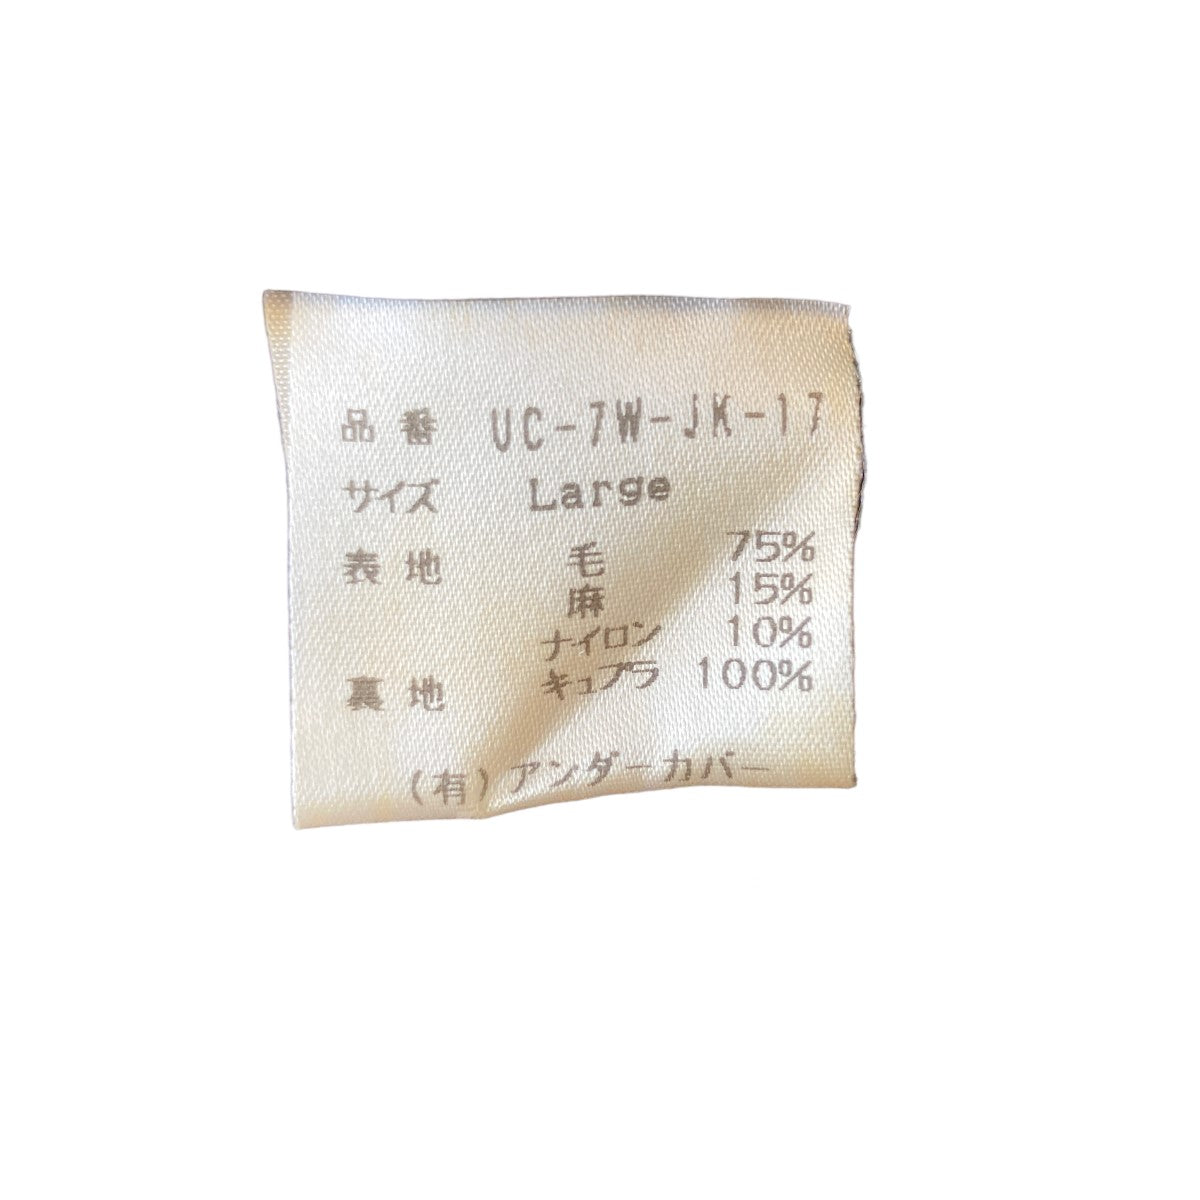 品番 UC-7W-JK-17
サイズ Large
表地 毛 75%
麻 15%
ナイロン 10%
裏地 キュプラ 100%
(有)アンダーカバー